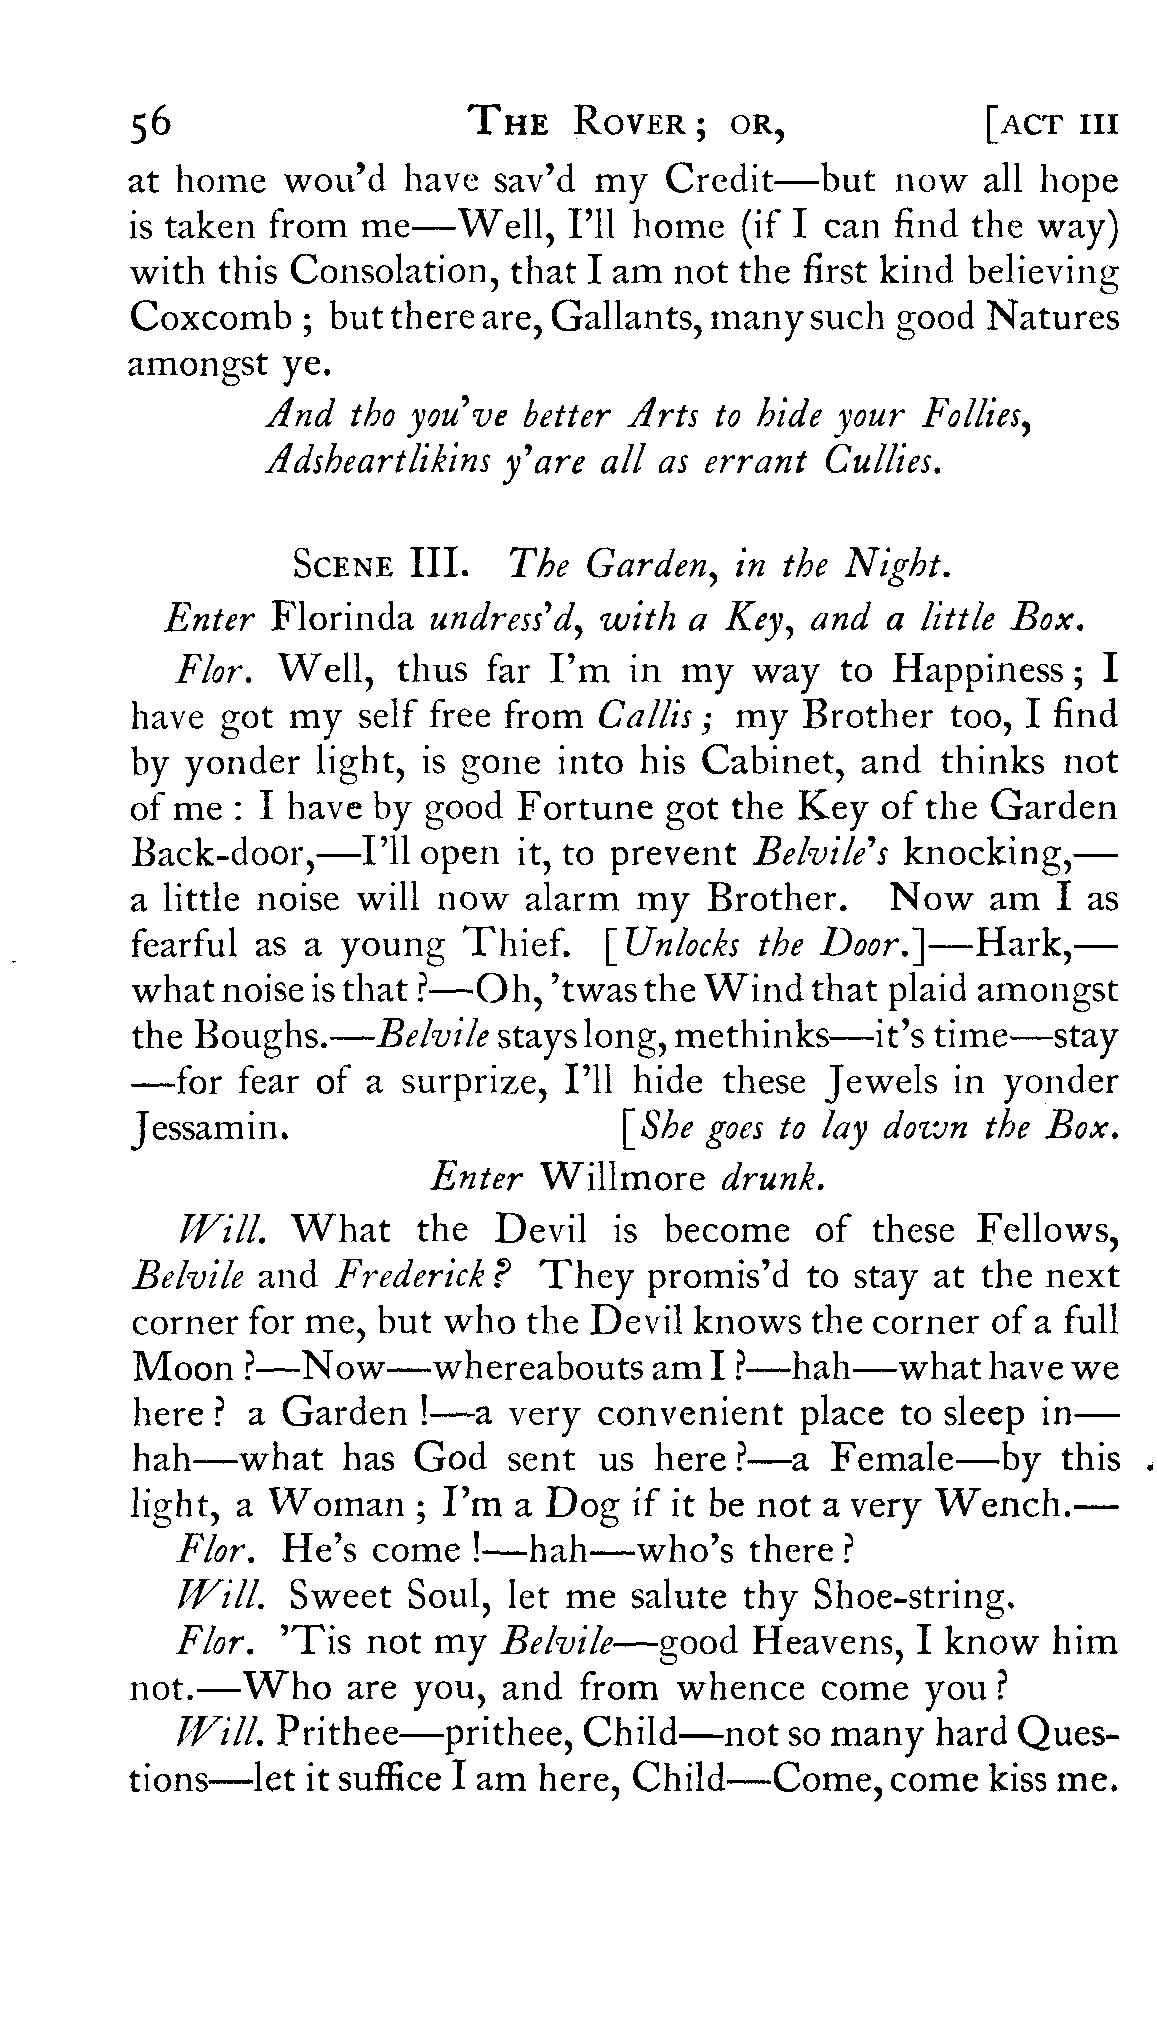 56 THE ROVER; OR, [ACT III
at home wou'd have sav'd my Credit—but now all hope
is taken from me—Well, I'll home (if I can find the way)
with this Consolation, that I am not the first kind believing
Coxcomb; but there are, Gallants, many such good Natures
amongst ye.
And tho you've better Arts to hide your Follies,
Adsheartlikins y'are all as errant Cullies.
SCENE III. The Garden, in the Night.
Enter Florinda undress'd, with a Key, and a little Box.
Flor. Well, thus far I'm in my way to Happiness; I
have got my self free from Callis; my Brother too, I find
by yonder light, is gone into his Cabinet, and thinks not
of me: I have by good Fortune got the Key of the Garden
Back-door,—I'll open it, to prevent Belvile's knocking,—
a little noise will now alarm my Brother. Now am I as
fearful as a young Thief. [Unlocks the Door.]—Hark,—
what noise is that?—Oh, 'twas the Wind that plaid amongst
the Boughs.—Belvile stays long, methinks—it's time—stay
—for fear of a surprize, I'll hide these Jewels in yonder
Jessamin. [She goes to lay down the Box.
Enter Willmore drunk.
Will. What the Devil is become of these Fellows,
Belvile and Frederick? They promis'd to stay at the next
corner for me, but who the Devil knows the corner of a full
Moon?—Now—whereabouts am I?—hah—what have we
here? a Garden!—a very convenient place to sleep in—
hah—what has God sent us here?—a Female—by this
light, a Woman; I'm a Dog if it be not a very Wench.—
Flor. He's come!—hah—who's there?
Will. Sweet Soul, let me salute thy Shoe-string.
Flor. 'Tis not my Belvile—good Heavens, I know him
not.—Who are you, and from whence come you?
Will. Prithee—prithee, Child—not so many hard Ques-
tions—let it suffice I am here, Child—Come, come kiss me.